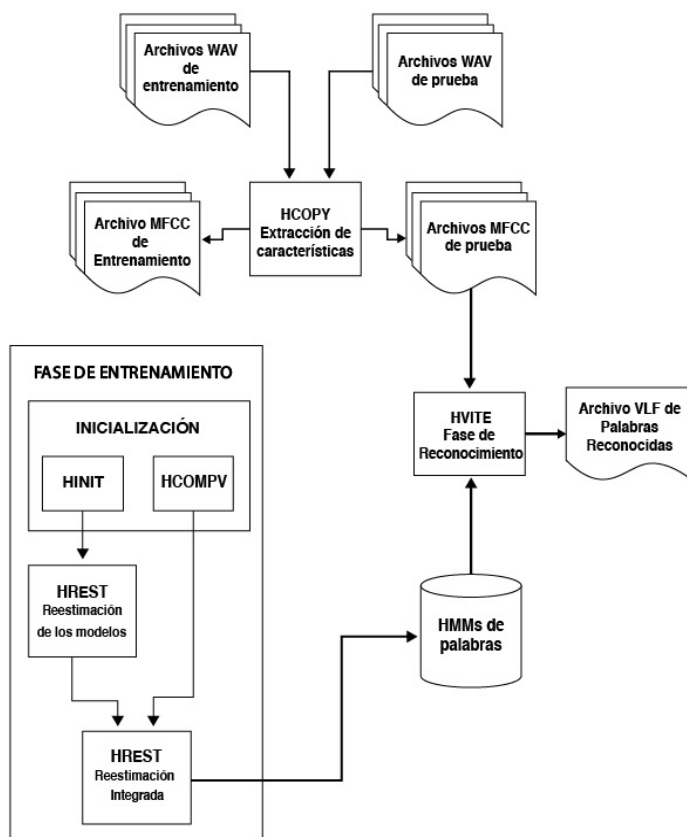 Archivos WAV
de
entrenamiento
Archivos WAV
de prueba
HCOPY
Extracción de
características
Archivo MFCC
de
Entrenamiento
Archivos MFCC
de prueba
FASE DE ENTRENAMIENTO
INICIALIZACIÓN
HINIT
HCOMPV
HVITE
Fase de
Reconocimiento
Archivo VLF de
Palabras
Reconocidas
HREST
Reestimación
de los modelos
HMMs de
palabras
HREST
Reestimación
Integrada